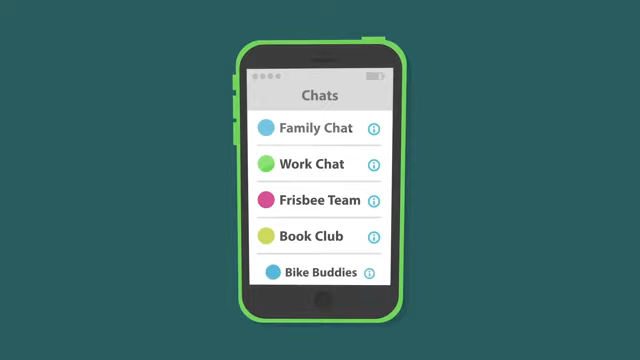 Chats
Family Chat
Work Chat
Frisbee Team
Book Club
Bike Buddies